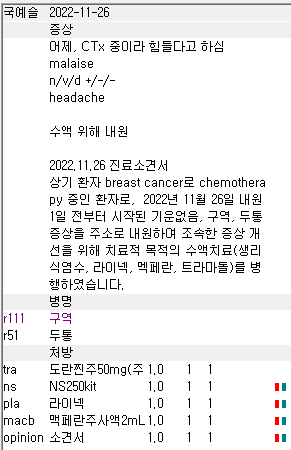 국예슬 2022-11-26
증상
어제, CTx 중이라 힘들다고 하심
malaise
n/v/d +/-/-
headache
수액 위해 내원
2022.11.26 진료소견서
상기 환자 breast cancer로 chemothera
py 중인 환자로, 2022년 11월 26일 내원
1일 전부터 시작된 기운없음, 구역, 두통
증상을 주소로 내원하여 조속한 증상 개
선을 위해 치료적 목적의 수액치료(생리
식염수, 라이넥, 멕페란, 트라마돌)를 병
행하였습니다.
병명
r111 구역
r51 두통
처방
tra 도란찐주50mg(주 1.0 1 1
ns NS250kit 1.0 1 1
pla 라이넥 1.0 1 1
macb 맥페란주사액2mL 1.0 1 1
opinion 소견서 1.0 1 1